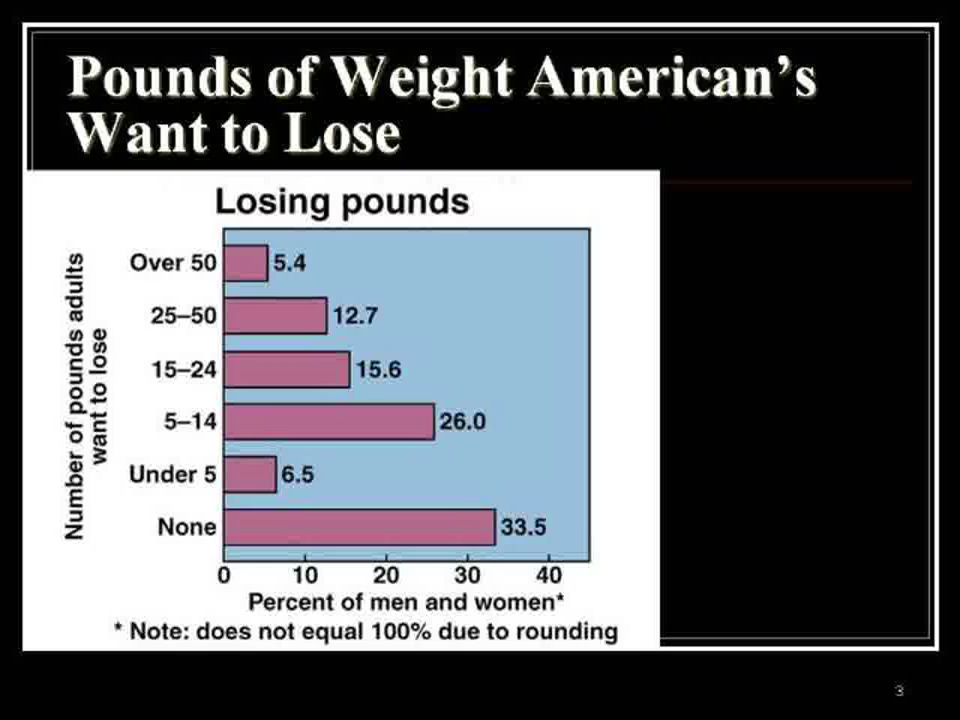 Pounds of Weight American’s
Want to Lose
Losing pounds
Number of pounds adults
want to lose
Over 50
5.4
25–50
12.7
15–24
15.6
5–14
26.0
Under 5
6.5
None
33.5
0 10 20 30 40
Percent of men and women*
* Note: does not equal 100% due to rounding
3